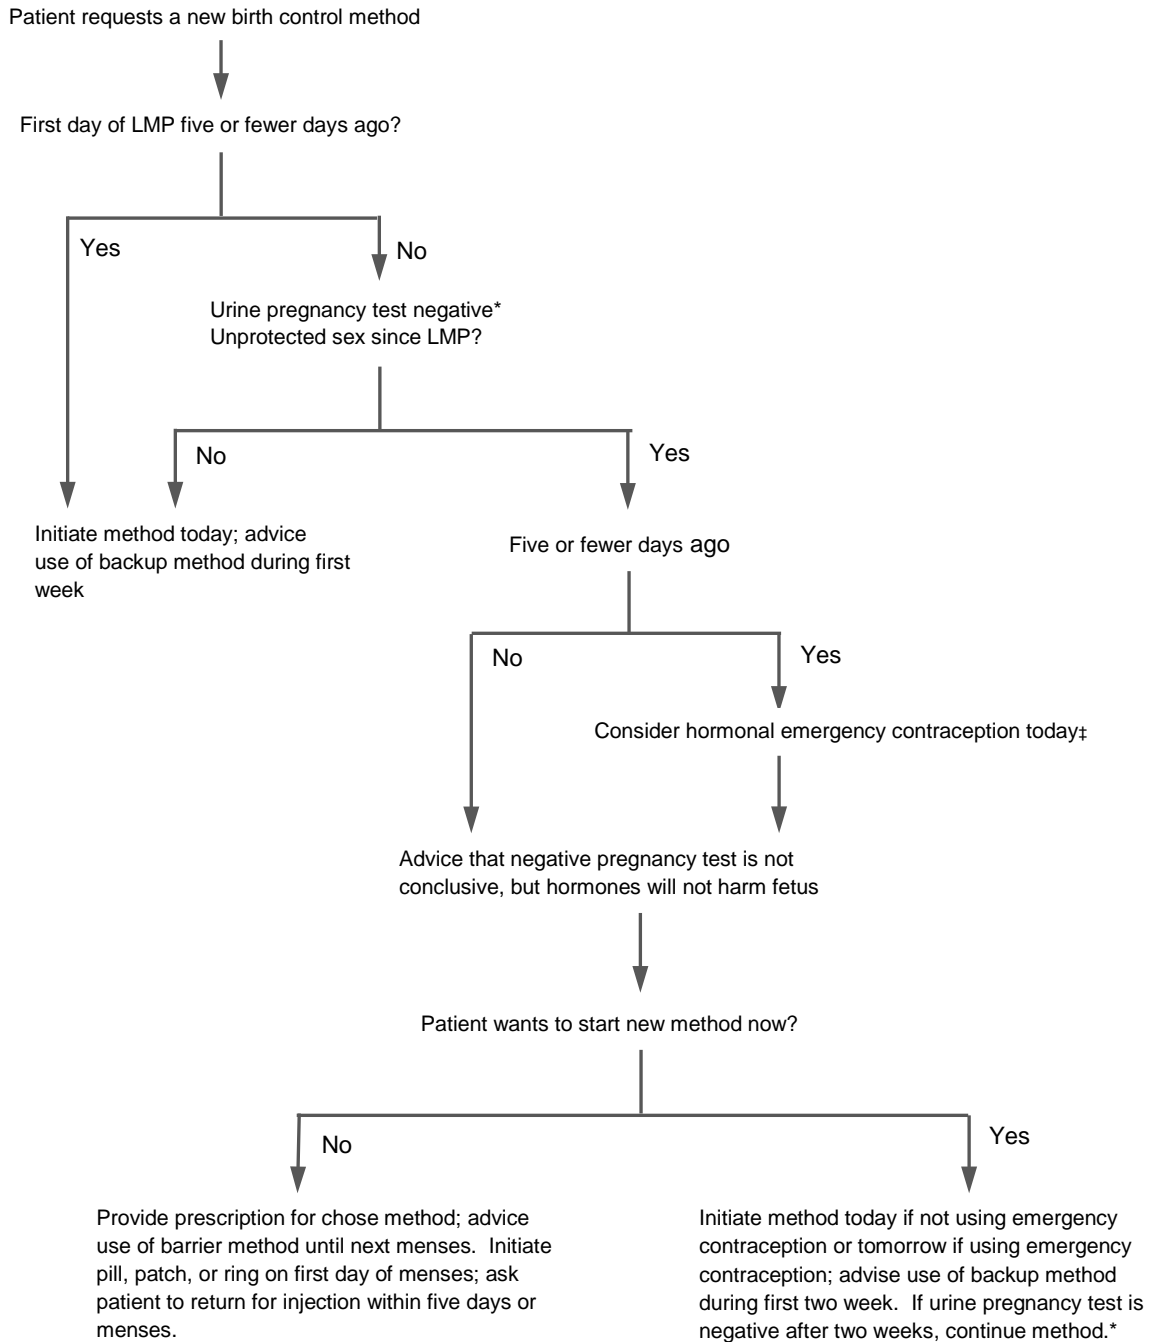 Patient requests a new birth control method
First day of LMP five or fewer days ago?
Yes
No
Urine pregnancy test negative*
Unprotected sex since LMP?
No
Yes
Initiate method today; advice
use of backup method during first
week
Five or fewer days ago
No
Yes
Consider hormonal emergency contraception today‡
Advice that negative pregnancy test is not
conclusive, but hormones will not harm fetus
Patient wants to start new method now?
No
Yes
Provide prescription for chose method; advice
use of barrier method until next menses.  Initiate
pill, patch, or ring on first day of menses; ask
patient to return for injection within five days or
menses.
Initiate method today if not using emergency
contraception or tomorrow if using emergency
contraception; advise use of backup method
during first two week.  If urine pregnancy test is
negative after two weeks, continue method.*